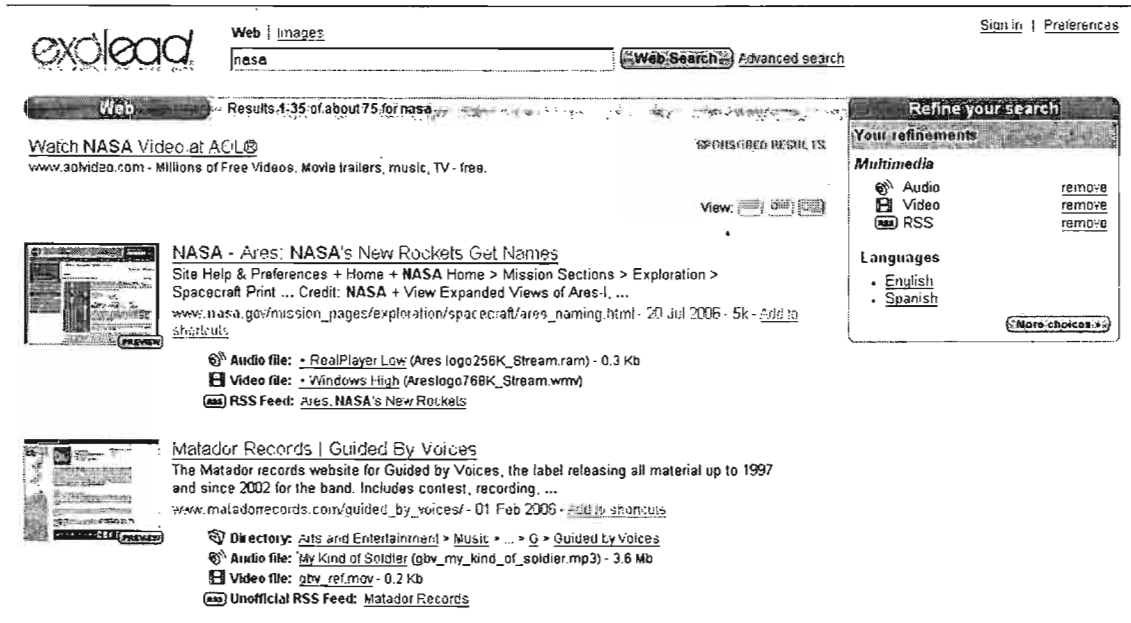 Sign in | Preferences
exalead
Web | Images
nasa
Web Search Advanced search
Web Results 1-35 of about 75 for nasa
Watch NASA Video at AOL®
SPONSORED RESULTS
www.aolvideo.com - Millions of Free Videos. Movie trailers, music, TV - free.
View:
NASA - Ares: NASA's New Rockets Get Names
Site Help & Preferences + Home + NASA Home > Mission Sections > Exploration >
Spacecraft Print ... Credit: NASA + View Expanded Views of Ares-I, ...
www.nasa.gov/mission_pages/exploration/spacecraft/ares_naming.html - 20 Jul 2006 - 5k - Add to
shortcuts
PREVIEW
Audio file: • RealPlayer Low (Ares logo256K_Stream.ram) - 0.3 Kb
Video file: • Windows High (Areslogo768K_Stream.wmv)
RSS RSS Feed: Ares: NASA's New Rockets
Matador Records | Guided By Voices
The Matador records website for Guided by Voices, the label releasing all material up to 1997
and since 2002 for the band. Includes contest, recording, ...
www.matadorrecords.com/guided_by_voices/ - 01 Feb 2006 - Add to shortcuts
PREVIEW
Directory: Arts and Entertainment > Music > ... > G > Guided by Voices
Audio file: My Kind of Soldier (gbv_my_kind_of_soldier.mp3) - 3.6 Mb
Video file: gbv_ref.mov - 0.2 Kb
RSS Unofficial RSS Feed: Matador Records
Refine your search
Your refinements
Multimedia
Audio remove
Video remove
RSS RSS remove
Languages
• English
• Spanish
More choices »